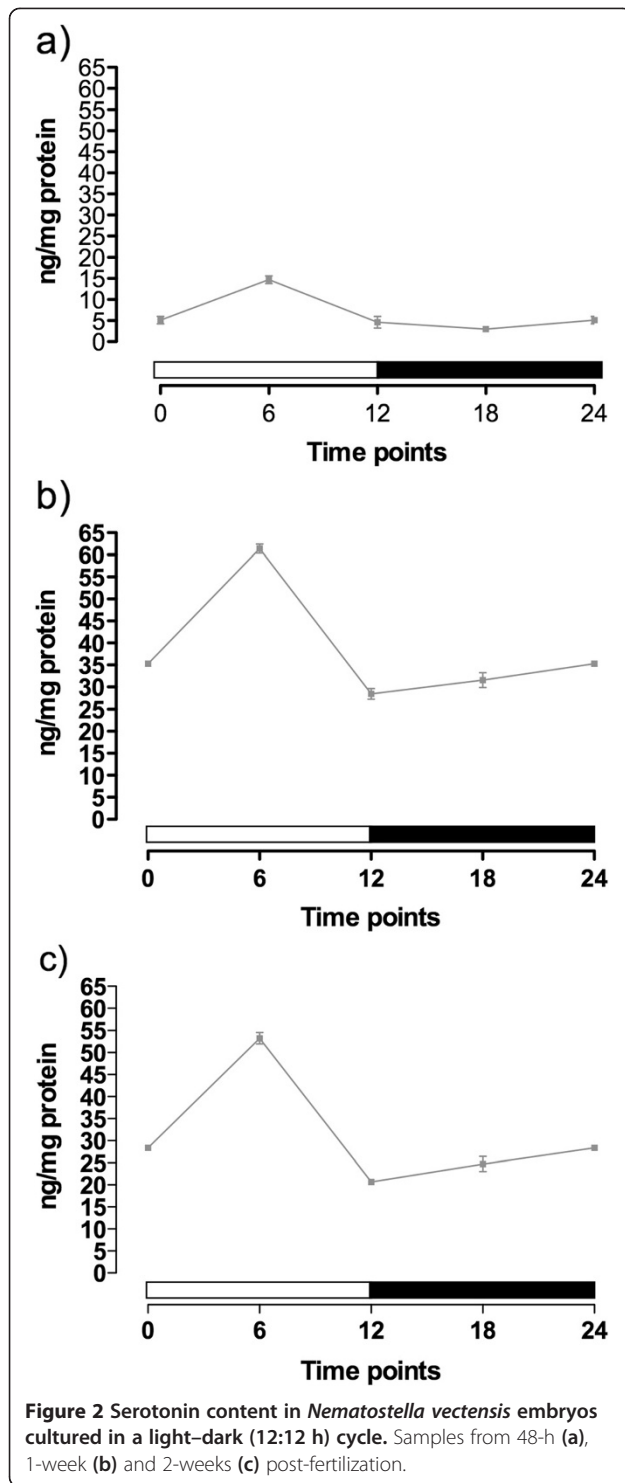 a)
65
60
55
50
45
40
35
30
25
20
15
10
5
0
ng/mg protein
0 6 12 18 24
Time points
b)
65
60
55
50
45
40
35
30
25
20
15
10
5
0
ng/mg protein
0 6 12 18 24
Time points
c)
65
60
55
50
45
40
35
30
25
20
15
10
5
0
ng/mg protein
0 6 12 18 24
Time points
Figure 2 Serotonin content in Nematostella vectensis embryos
cultured in a light–dark (12:12 h) cycle. Samples from 48-h (a),
1-week (b) and 2-weeks (c) post-fertilization.